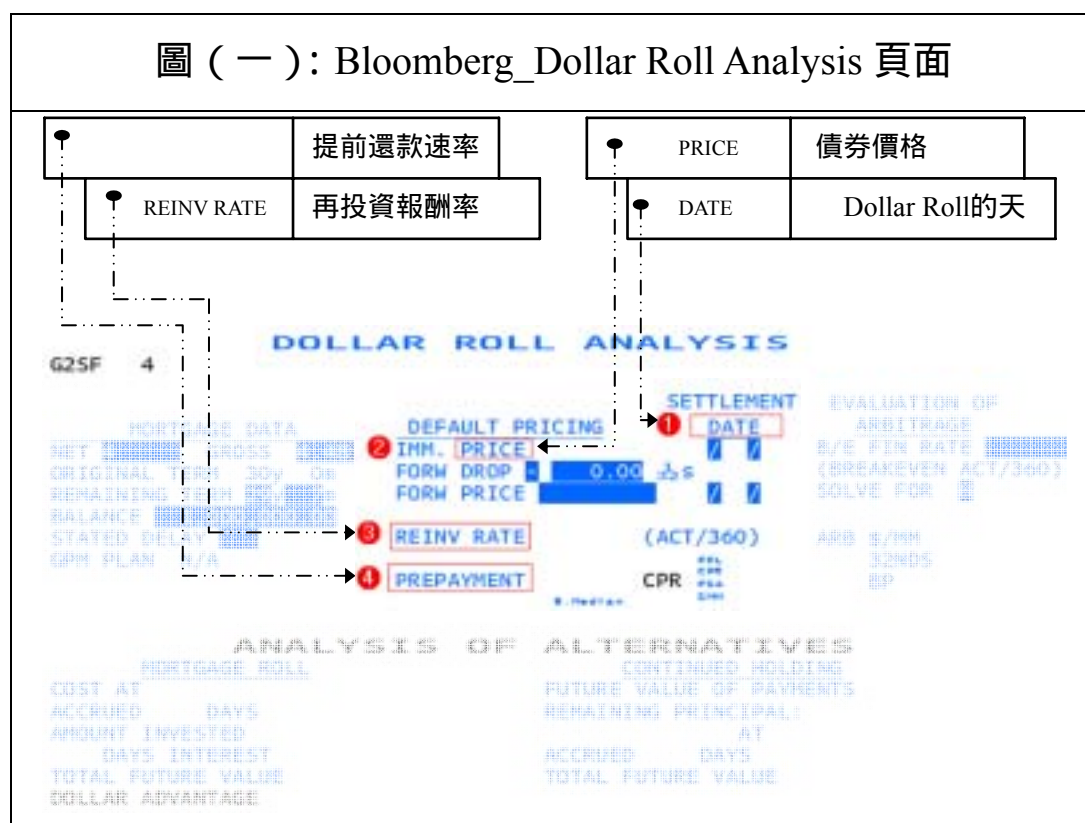 圖（一）：Bloomberg_Dollar Roll Analysis 頁面
提前還款速率
PRICE 債券價格
REINV RATE 再投資報酬率
DATE Dollar Roll的天
DOLLAR ROLL ANALYSIS
G2SF 4
SETTLEMENT
EVALUATION OF
MORTGAGE DATA
DEFAULT PRICING
1 DATE
ARBITRAGE
NET GROSS
2 IMM. PRICE / /
B/E FIN RATE
ORIGINAL TERM 30y 0m
FORW DROP - 0.00
(BREAKEVEN ACT/360)
REMAINING TERM
FORW PRICE / /
SOLVE FOR
BALANCE
STATED DELAY
3 REINV RATE (ACT/360)
ARB $/MM
GPM PLAN N/A
32NDS
4 PREPAYMENT CPR
BP
B.Median
ANALYSIS OF ALTERNATIVES
MORTGAGE ROLL
CONTINUED HOLDING
COST AT
FUTURE VALUE OF PAYMENTS
ACCRUED DAYS
REMAINING PRINCIPAL:
AMOUNT INVESTED
AT
DAYS INTEREST
ACCRUED DAYS
TOTAL FUTURE VALUE
TOTAL FUTURE VALUE
DOLLAR ADVANTAGE